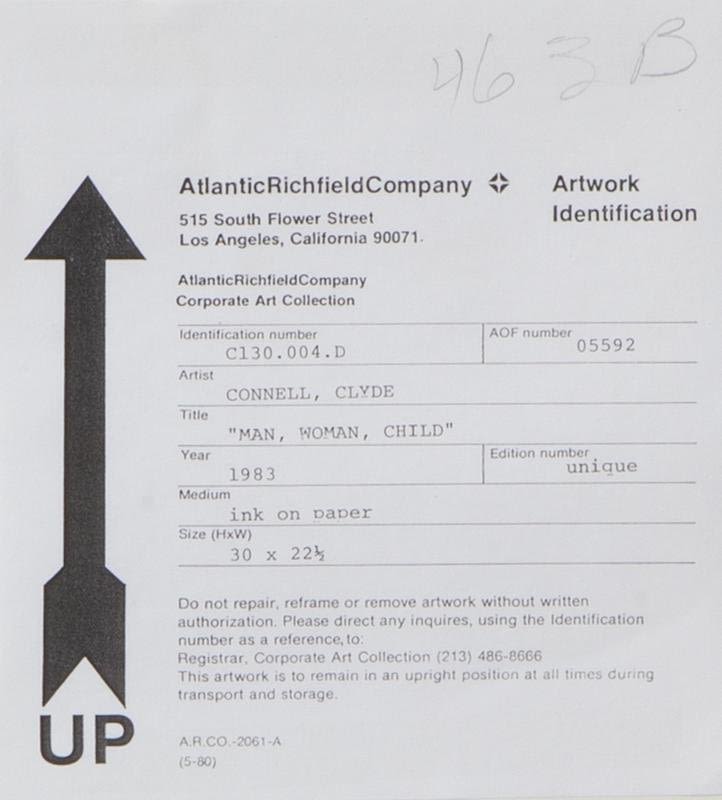 463B
AtlanticRichfieldCompany
Artwork
Identification
515 South Flower Street
Los Angeles, California 90071.
AtlanticRichfieldCompany
Corporate Art Collection
Identification number
C130.004.D
AOF number
05592
Artist
CONNELL, CLYDE
Title
"MAN, WOMAN, CHILD"
Year
1983
Edition number
unique
Medium
ink on paper
Size (HxW)
30 x 22½
Do not repair, reframe or remove artwork without written
authorization. Please direct any inquires, using the Identification
number as a reference, to:
Registrar, Corporate Art Collection (213) 486-8666
This artwork is to remain in an upright position at all times during
transport and storage.
UP
A.R.CO.-2061-A
(5-80)